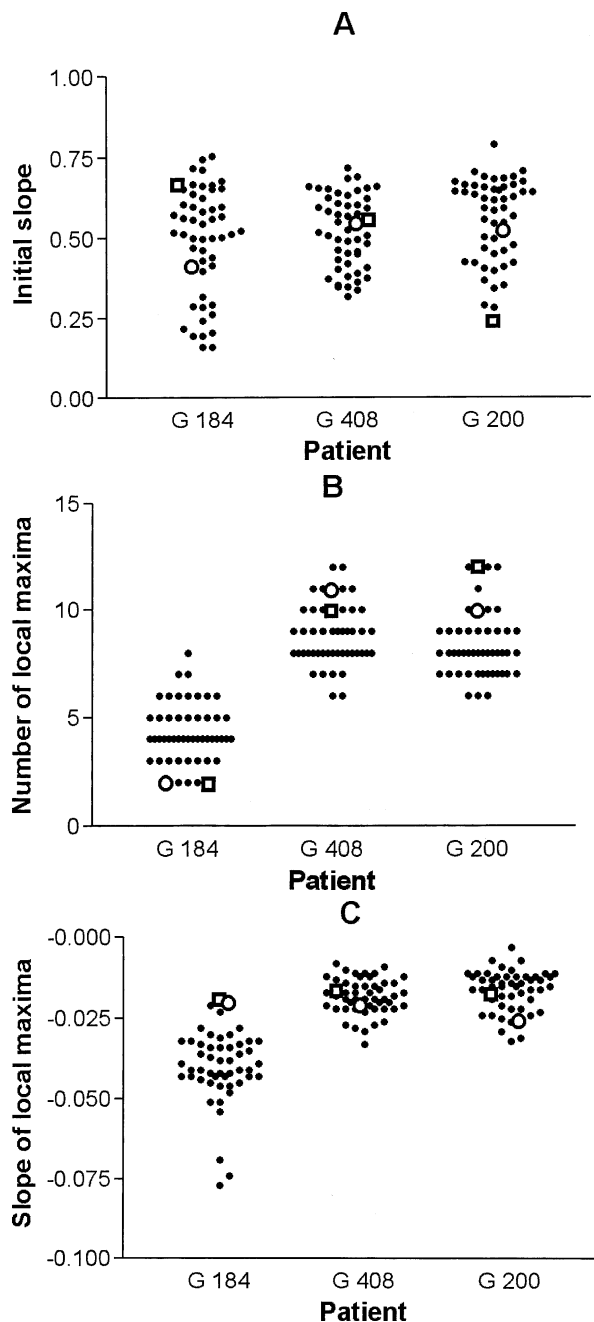 A
1.00
0.75
0.50
0.25
0.00
Initial slope
G 184 G 408 G 200
Patient
B
15
10
5
0
Number of local maxima
G 184 G 408 G 200
Patient
C
-0.000
-0.025
-0.050
-0.075
-0.100
Slope of local maxima
G 184 G 408 G 200
Patient